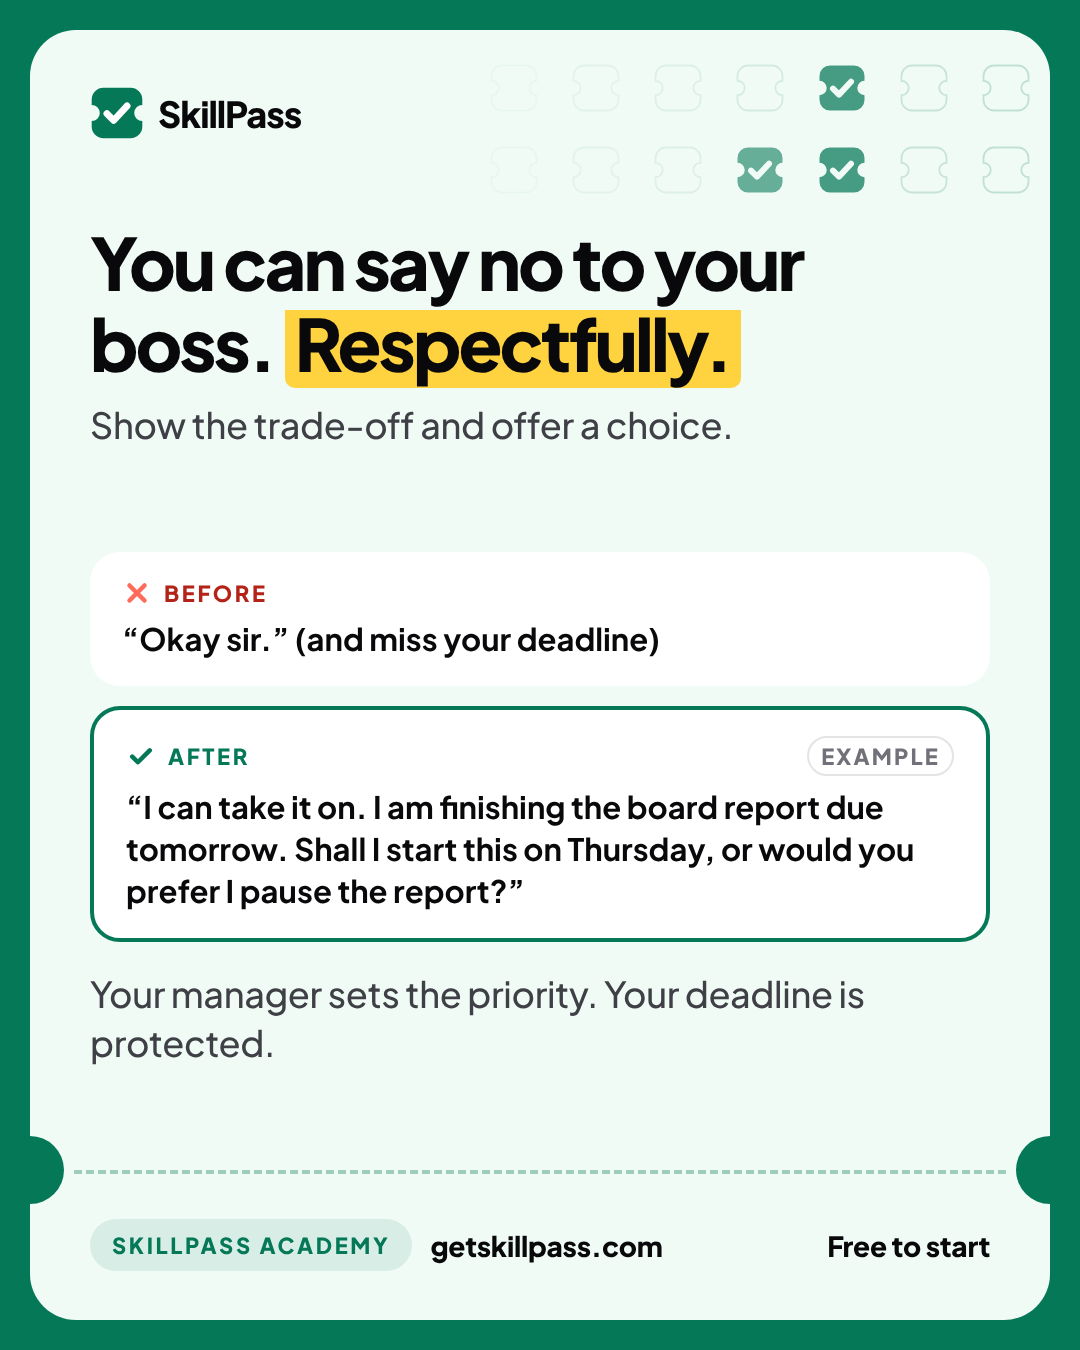 SkillPass
You can say no to your
boss. Respectfully.
Show the trade-off and offer a choice.
BEFORE
“Okay sir.” (and miss your deadline)
AFTER
EXAMPLE
“I can take it on. I am finishing the board report due
tomorrow. Shall I start this on Thursday, or would you
prefer I pause the report?”
Your manager sets the priority. Your deadline is
protected.
SKILLPASS ACADEMY
getskillpass.com
Free to start